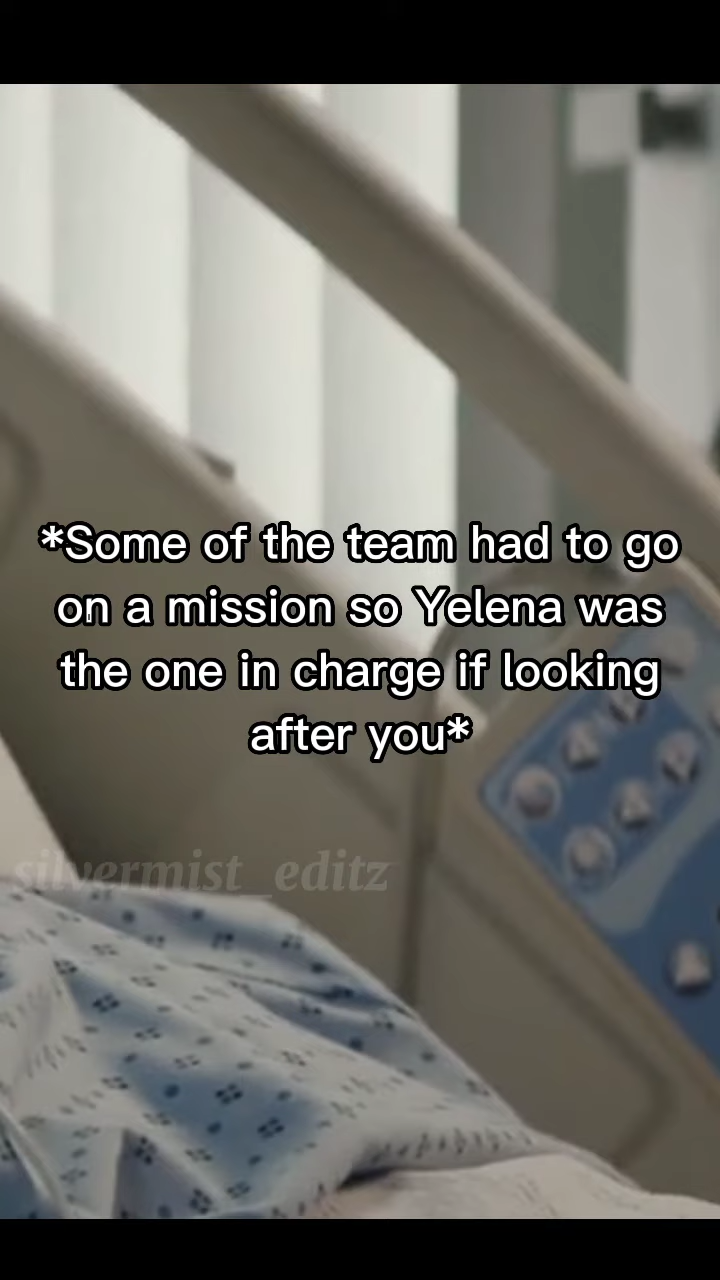 *Some of the team had to go
on a mission so Yelena was
the one in charge if looking
after you*
silvermist_editz